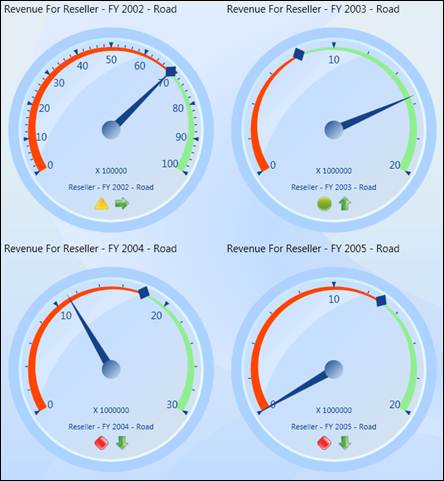 Revenue For Reseller - FY 2002 - Road
0
10
20
30
40
50
60
70
80
90
100
X 100000
Reseller - FY 2002 - Road
Revenue For Reseller - FY 2003 - Road
0
10
20
X 1000000
Reseller - FY 2003 - Road
Revenue For Reseller - FY 2004 - Road
0
10
20
30
X 1000000
Reseller - FY 2004 - Road
Revenue For Reseller - FY 2005 - Road
0
10
20
X 1000000
Reseller - FY 2005 - Road